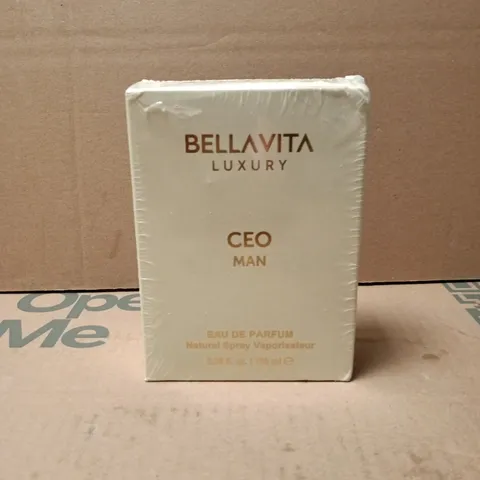 BELLAVITA
LUXURY
CEO
MAN
EAU DE PARFUM
Natural Spray Vaporisateur
Ope
Me